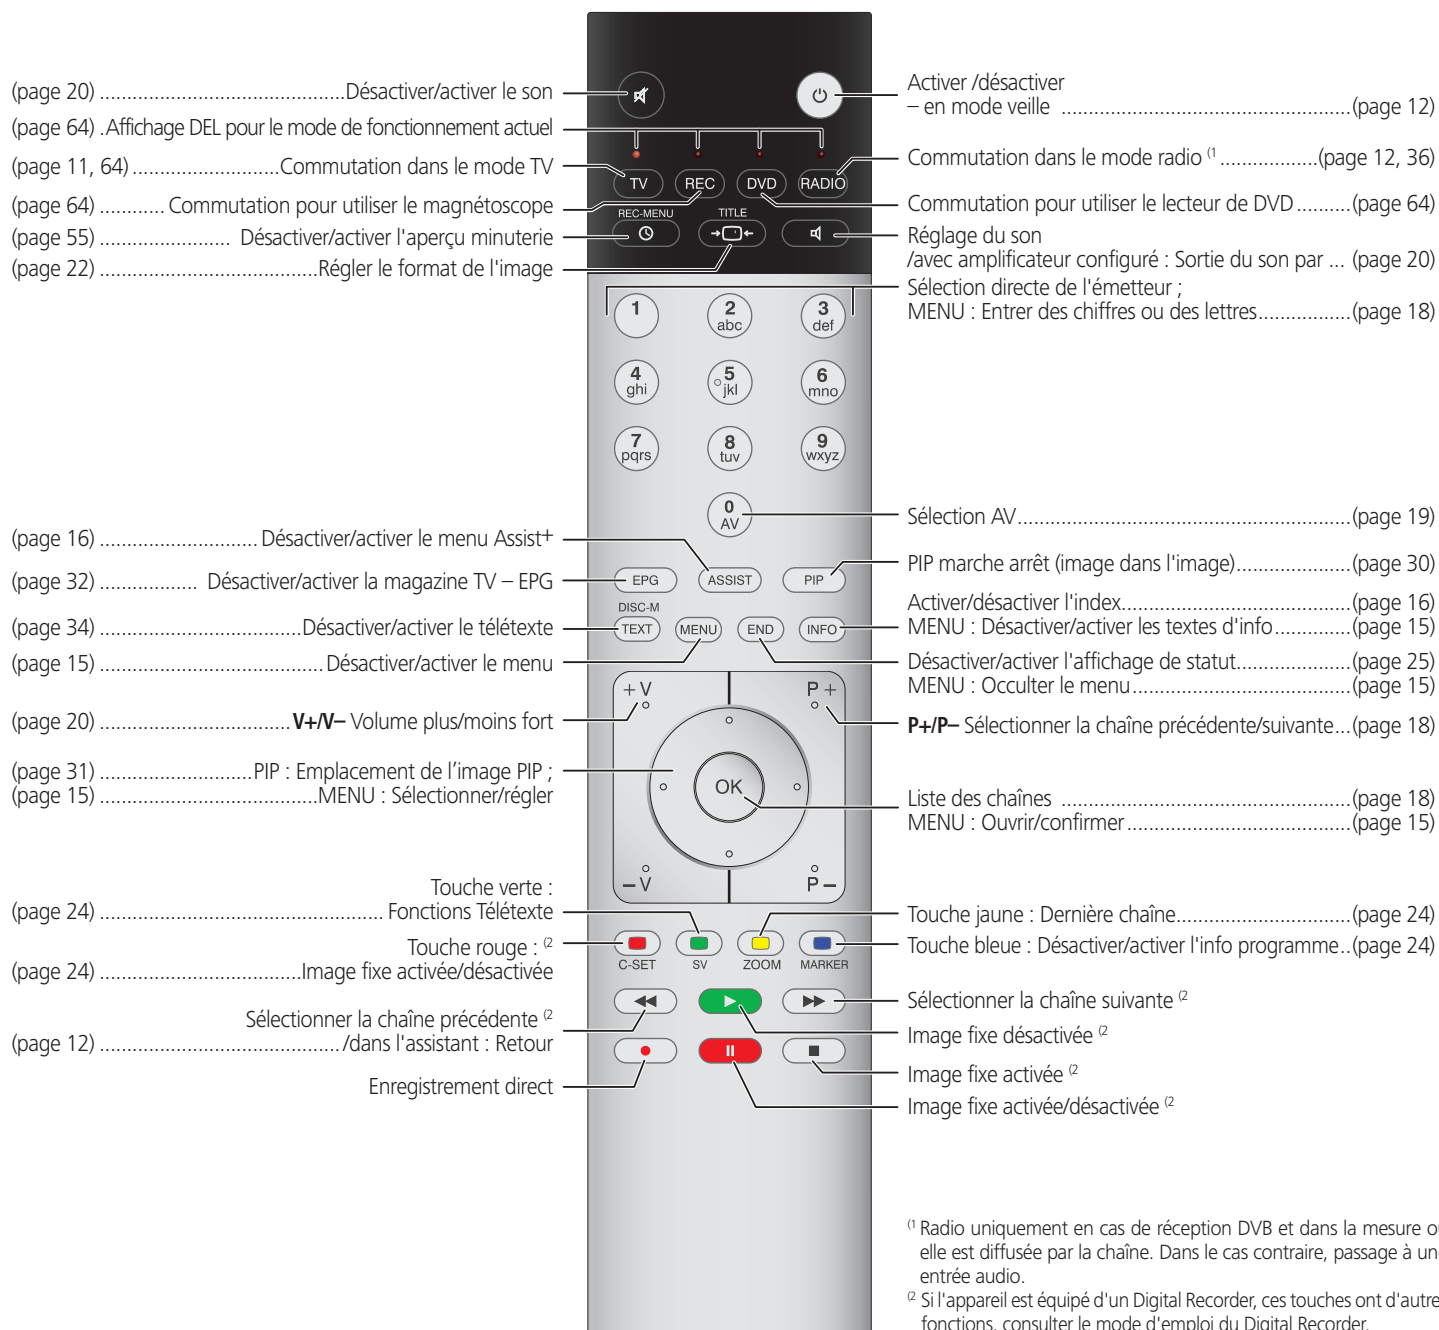 (page 20) ..............................................Désactiver/activer le son
(page 64) .Affichage DEL pour le mode de fonctionnement actuel
(page 11, 64) ...........................Commutation dans le mode TV
(page 64) ............ Commutation pour utiliser le magnétoscope
(page 55) ........................ Désactiver/activer l'aperçu minuterie
(page 22) ........................................Régler le format de l'image
Activer /désactiver
– en mode veille ......................................................(page 12)
Commutation dans le mode radio (1 ..................(page 12, 36)
Commutation pour utiliser le lecteur de DVD ..........(page 64)
Réglage du son
/avec amplificateur configuré : Sortie du son par ... (page 20)
Sélection directe de l'émetteur ;
MENU : Entrer des chiffres ou des lettres.................(page 18)
TV REC DVD RADIO
REC-MENU TITLE
1 2 3
abc def
4 5 6
ghi jkl mno
7 8 9
pqrs tuv wxyz
0
AV
(page 16) ............................. Désactiver/activer le menu Assist+
(page 32) .................. Désactiver/activer la magazine TV – EPG
(page 34) .....................................Désactiver/activer le télétexte
(page 15) ......................................... Désactiver/activer le menu
(page 20) ...................................V+/V– Volume plus/moins fort
(page 31) ............................PIP : Emplacement de l'image PIP ;
(page 15) ........................................MENU : Sélectionner/régler
Sélection AV..............................................................(page 19)
PIP marche arrêt (image dans l'image).....................(page 30)
Activer/désactiver l'index...........................................(page 16)
MENU : Désactiver/activer les textes d'info..............(page 15)
Désactiver/activer l'affichage de statut.....................(page 25)
MENU : Occulter le menu.........................................(page 15)
P+/P– Sélectionner la chaîne précédente/suivante...(page 18)
Liste des chaînes ......................................................(page 18)
MENU : Ouvrir/confirmer..........................................(page 15)
EPG ASSIST PIP
DISC-M
TEXT MENU END INFO
+ V P +
OK
– V P –
Touche verte :
(page 24) .................................................... Fonctions Télétexte
Touche rouge : (2
(page 24) .....................................Image fixe activée/désactivée
Sélectionner la chaîne précédente (2
(page 12) ............................................/dans l'assistant : Retour
Enregistrement direct
C-SET SV ZOOM MARKER
Touche jaune : Dernière chaîne.................................(page 24)
Touche bleue : Désactiver/activer l'info programme..(page 24)
Sélectionner la chaîne suivante (2
Image fixe désactivée (2
Image fixe activée (2
Image fixe activée/désactivée (2
(1 Radio uniquement en cas de réception DVB et dans la mesure o
elle est diffusée par la chaîne. Dans le cas contraire, passage à un
entrée audio.
(2 Si l'appareil est équipé d'un Digital Recorder, ces touches ont d'autre
fonctions, consulter le mode d'emploi du Digital Recorder.